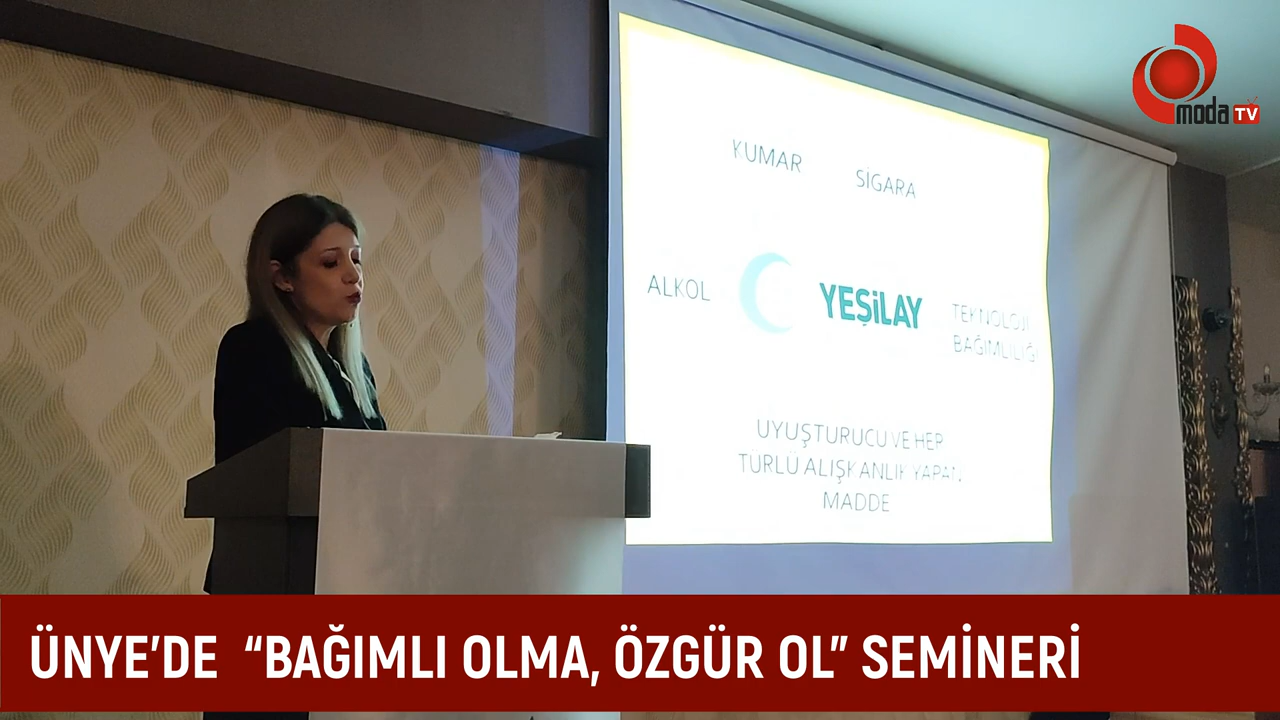 moda TV
KUMAR
SİGARA
ALKOL
YEŞİLAY
TEKNOLOJİ
BAĞIMLILIĞI
UYUŞTURUCU VE HER
TÜRLÜ ALIŞKANLIK YAPAN
MADDE
ÜNYE'DE “BAĞIMLI OLMA, ÖZGÜR OL” SEMİNERİ